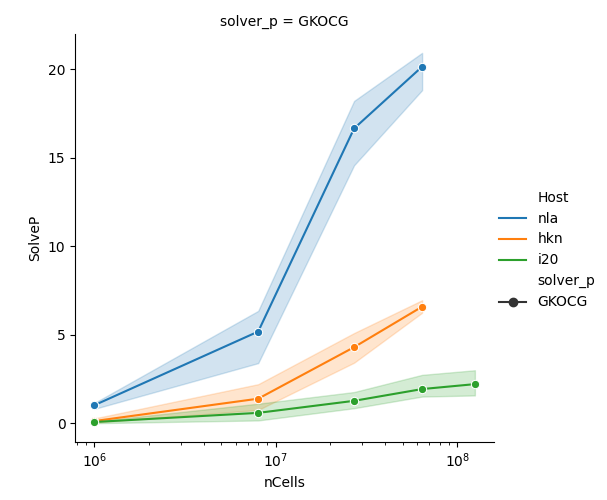 solver_p = GKOCG
20
15
10
5
0
SolveP
10^6
10^7
10^8
nCells
Host
nla
hkn
i20
solver_p
GKOCG